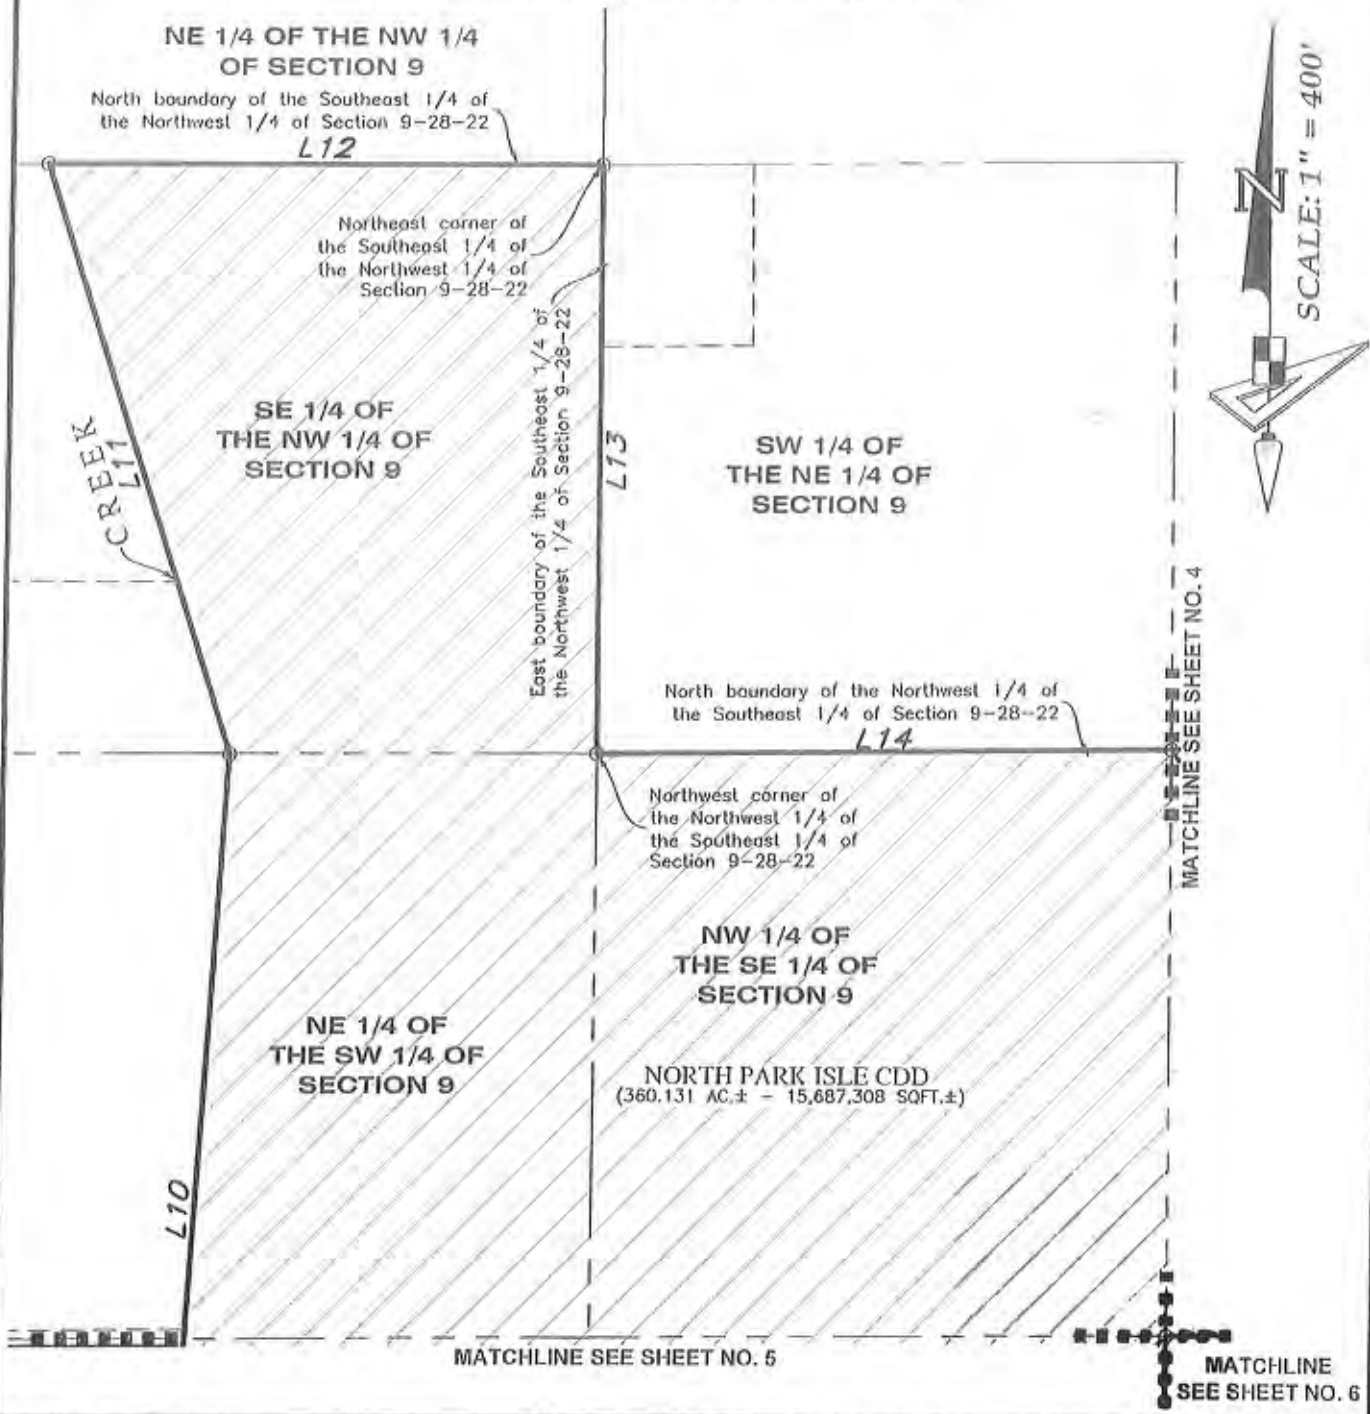 NE 1/4 OF THE NW 1/4
OF SECTION 9
North boundary of the Southeast 1/4 of
the Northwest 1/4 of Section 9-28-22
L12
N
SCALE: 1" = 400'
Northeast corner of
the Southeast 1/4 of
the Northwest 1/4 of
Section 9-28-22
East boundary of the Southeast 1/4 of
the Northwest 1/4 of Section 9-28-22
L13
CREEK
L11
SE 1/4 OF
THE NW 1/4 OF
SECTION 9
SW 1/4 OF
THE NE 1/4 OF
SECTION 9
MATCHLINE SEE SHEET NO. 4
North boundary of the Northwest 1/4 of
the Southeast 1/4 of Section 9-28-22
L14
Northwest corner of
the Northwest 1/4 of
the Southeast 1/4 of
Section 9-28-22
NW 1/4 OF
THE SE 1/4 OF
SECTION 9
NE 1/4 OF
THE SW 1/4 OF
SECTION 9
NORTH PARK ISLE CDD
(360.131 AC.± - 15,687,308 SQFT.±)
L10
MATCHLINE SEE SHEET NO. 5
MATCHLINE
SEE SHEET NO. 6